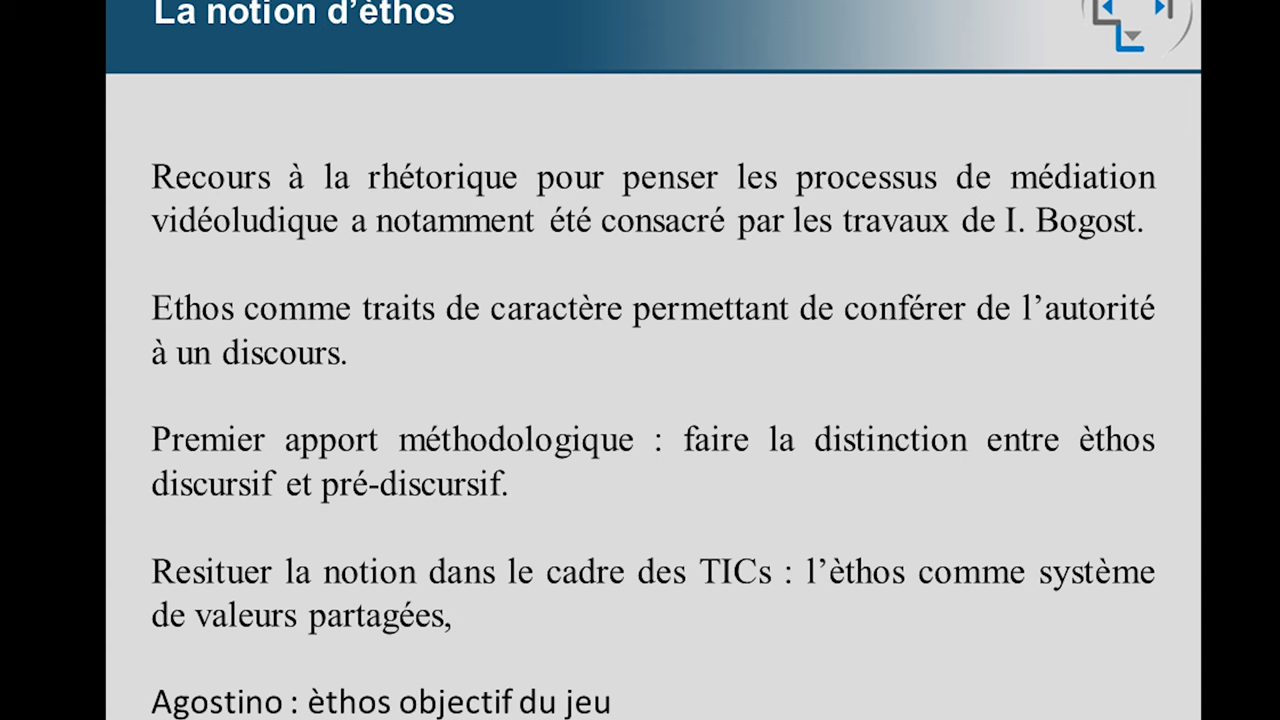 La notion d’èthos
Recours à la rhétorique pour penser les processus de médiation
vidéoludique a notamment été consacré par les travaux de I. Bogost.
Ethos comme traits de caractère permettant de conférer de l’autorité
à un discours.
Premier apport méthodologique : faire la distinction entre èthos
discursif et pré-discursif.
Resituer la notion dans le cadre des TICs : l’èthos comme système
de valeurs partagées,
Agostino : èthos objectif du jeu